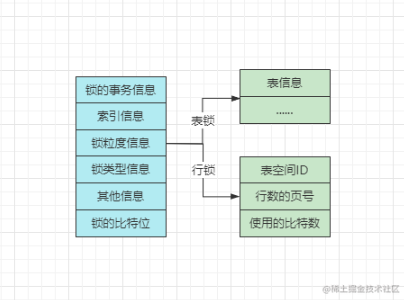 锁的事务信息
索引信息
锁粒度信息
锁类型信息
其他信息
锁的比特位
表锁
行锁
表信息
......
表空间ID
行数的页号
使用的比特数
@稀土掘金技术社区